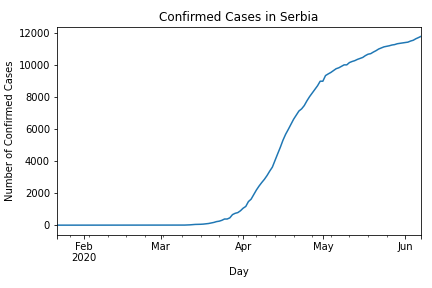 Confirmed Cases in Serbia
12000
10000
8000
6000
4000
2000
0
Number of Confirmed Cases
Feb Mar Apr May Jun
2020
Day